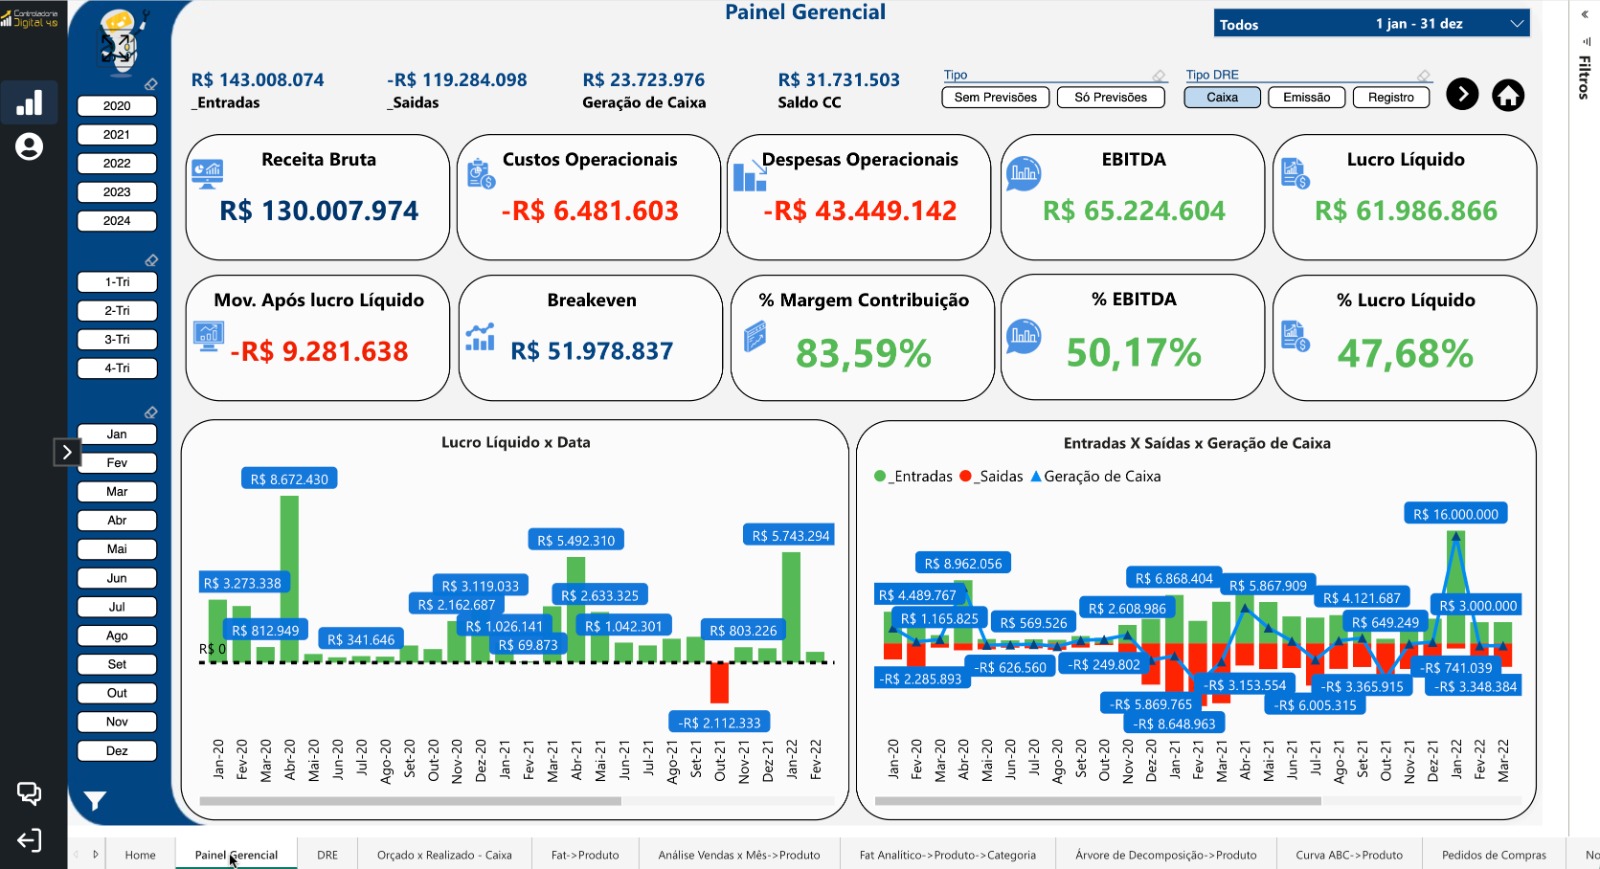 Controladoria
Digital 4.0
Painel Gerencial
Todos 1 jan - 31 dez
Filtros
R$ 143.008.074
_Entradas
-R$ 119.284.098
_Saidas
R$ 23.723.976
Geração de Caixa
R$ 31.731.503
Saldo CC
Tipo
Sem Previsões
Só Previsões
Tipo DRE
Caixa
Emissão
Registro
2020
2021
2022
2023
2024
1-Tri
2-Tri
3-Tri
4-Tri
Jan
Fev
Mar
Abr
Mai
Jun
Jul
Ago
Set
Out
Nov
Dez
Receita Bruta
R$ 130.007.974
Custos Operacionais
-R$ 6.481.603
Despesas Operacionais
-R$ 43.449.142
EBITDA
R$ 65.224.604
Lucro Líquido
R$ 61.986.866
Mov. Após lucro Líquido
-R$ 9.281.638
Breakeven
R$ 51.978.837
% Margem Contribuição
83,59%
% EBITDA
50,17%
% Lucro Líquido
47,68%
Lucro Líquido x Data
R$ 8.672.430
R$ 5.743.294
R$ 5.492.310
R$ 3.273.338
R$ 3.119.033
R$ 2.633.325
R$ 2.162.687
R$ 812.949
R$ 341.646
R$ 1.026.141
R$ 1.042.301
R$ 803.226
R$ 69.873
R$ 0
-R$ 2.112.333
Jan-20
Fev-20
Mar-20
Abr-20
Mai-20
Jun-20
Jul-20
Ago-20
Set-20
Out-20
Nov-20
Dez-20
Jan-21
Fev-21
Mar-21
Abr-21
Mai-21
Jun-21
Jul-21
Ago-21
Set-21
Out-21
Nov-21
Dez-21
Jan-22
Fev-22
Entradas X Saídas x Geração de Caixa
_Entradas _Saidas Geração de Caixa
R$ 16.000.000
R$ 8.962.056
R$ 6.868.404
R$ 5.867.909
R$ 4.489.767
R$ 4.121.687
R$ 2.608.986
R$ 3.000.000
R$ 1.165.825
R$ 569.526
R$ 649.249
-R$ 2.285.893
-R$ 626.560
-R$ 249.802
-R$ 741.039
-R$ 3.153.554
-R$ 3.365.915
-R$ 3.348.384
-R$ 5.869.765
-R$ 6.005.315
-R$ 8.648.963
Jan-20
Fev-20
Mar-20
Abr-20
Mai-20
Jun-20
Jul-20
Ago-20
Set-20
Out-20
Nov-20
Dez-20
Jan-21
Fev-21
Mar-21
Abr-21
Mai-21
Jun-21
Jul-21
Ago-21
Set-21
Out-21
Nov-21
Dez-21
Jan-22
Fev-22
Mar-22
Home
Painel Gerencial
DRE
Orçado x Realizado - Caixa
Fat->Produto
Análise Vendas x Mês->Produto
Fat Analítico->Produto->Categoria
Árvore de Decomposição->Produto
Curva ABC->Produto
Pedidos de Compras
No